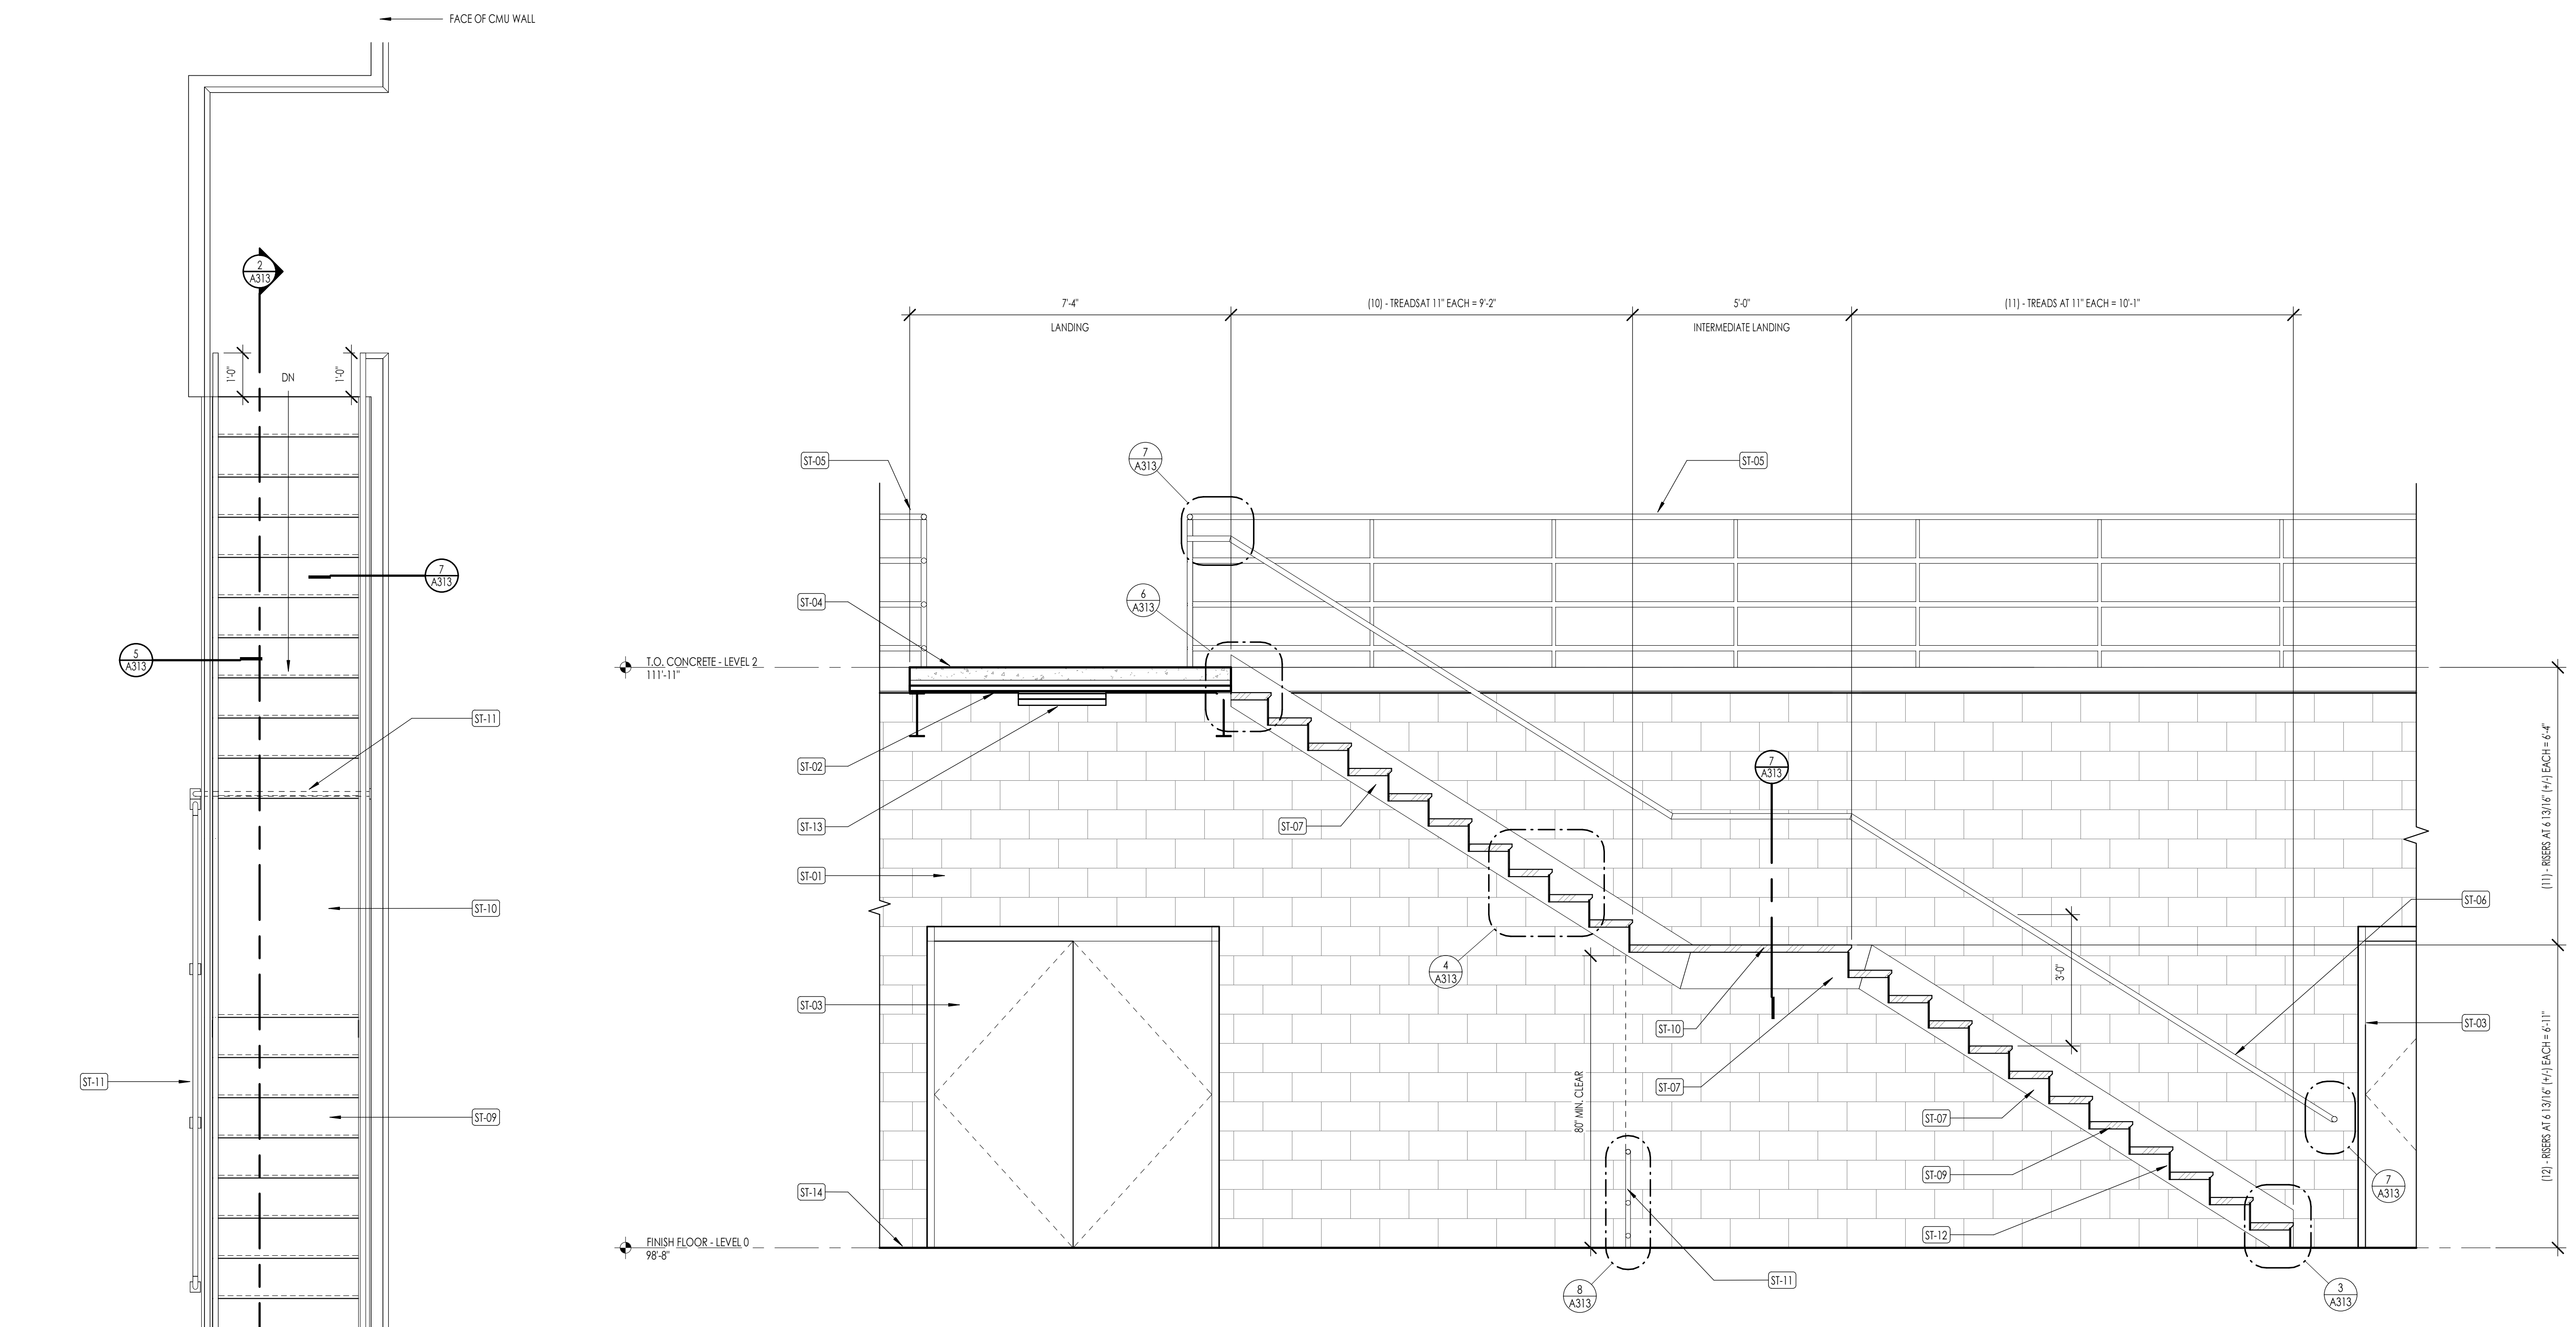 FACE OF CMU WALL
2
A313
1'-0"
DN
1'-0"
7
A313
5
A313
ST-11
ST-10
ST-11
ST-09
7'-4"
LANDING
(10) - TREADSAT 11" EACH = 9'-2"
5'-0"
INTERMEDIATE LANDING
(11) - TREADS AT 11" EACH = 10'-1"
ST-05
7
A313
ST-05
ST-04
6
A313
T.O. CONCRETE - LEVEL 2
111'-11"
ST-02
7
A313
ST-13
ST-07
ST-01
(11) - RISERS AT 6 13/16" (+/-) EACH = 6'-4"
ST-06
4
A313
3'-0"
ST-03
ST-10
ST-03
ST-07
80" MIN. CLEAR
ST-07
ST-09
(12) - RISERS AT 6 13/16" (+/-) EACH = 6'-11"
7
A313
ST-14
ST-12
FINISH FLOOR - LEVEL 0
98'-8"
ST-11
8
A313
3
A313